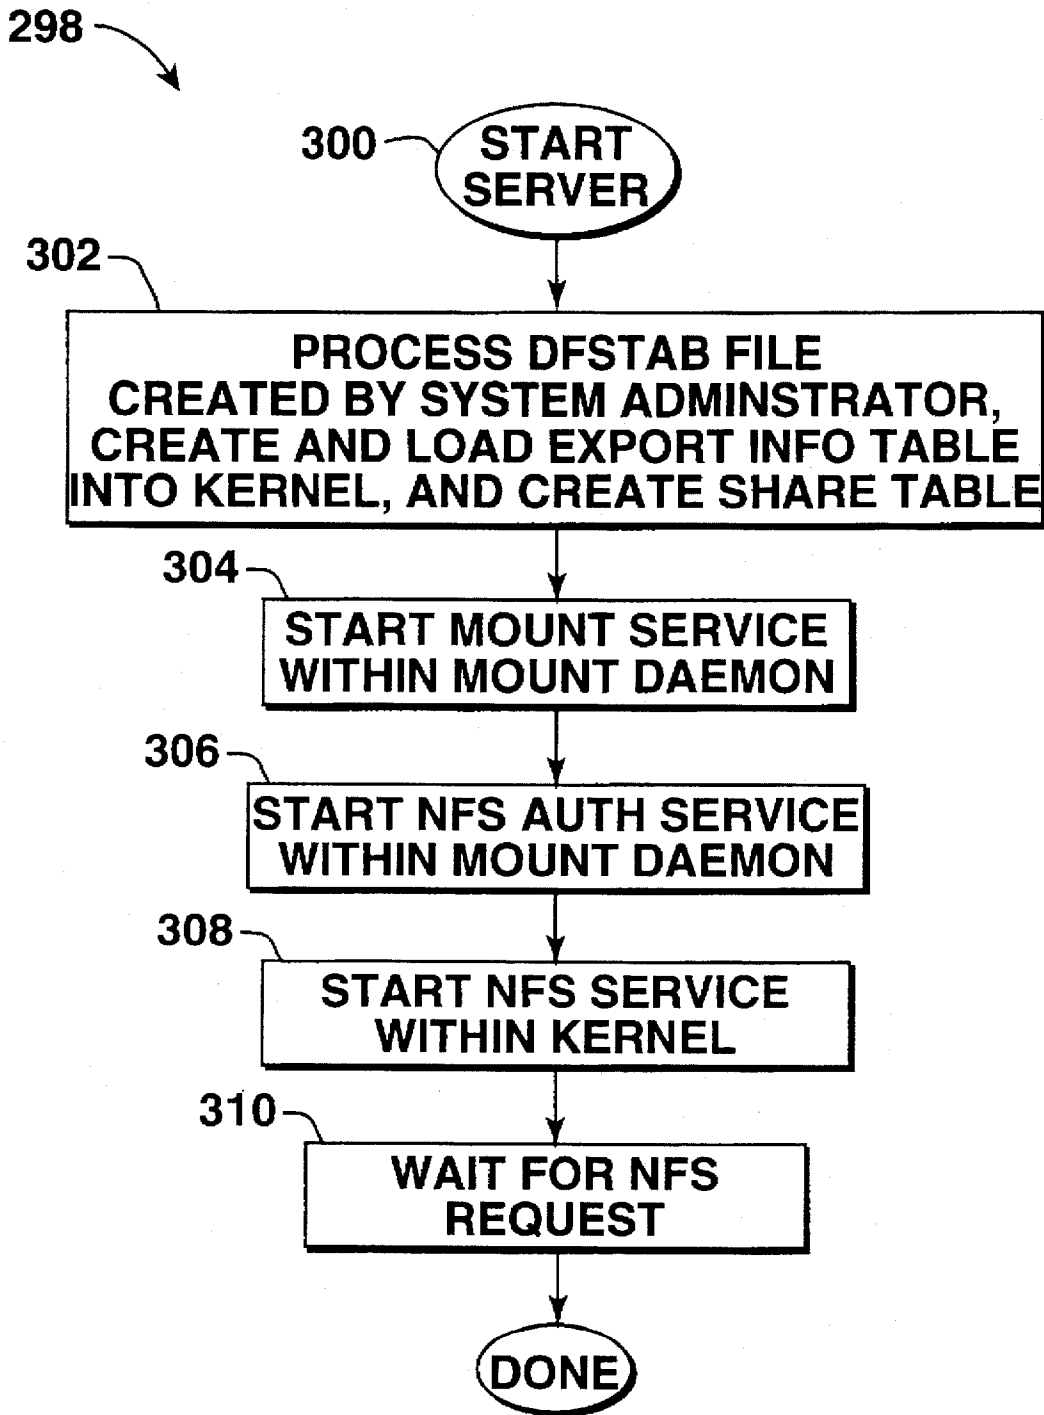 298
300
START
SERVER
302
PROCESS DFSTAB FILE
CREATED BY SYSTEM ADMINSTRATOR,
CREATE AND LOAD EXPORT INFO TABLE
INTO KERNEL, AND CREATE SHARE TABLE
304
START MOUNT SERVICE
WITHIN MOUNT DAEMON
306
START NFS AUTH SERVICE
WITHIN MOUNT DAEMON
308
START NFS SERVICE
WITHIN KERNEL
310
WAIT FOR NFS
REQUEST
DONE